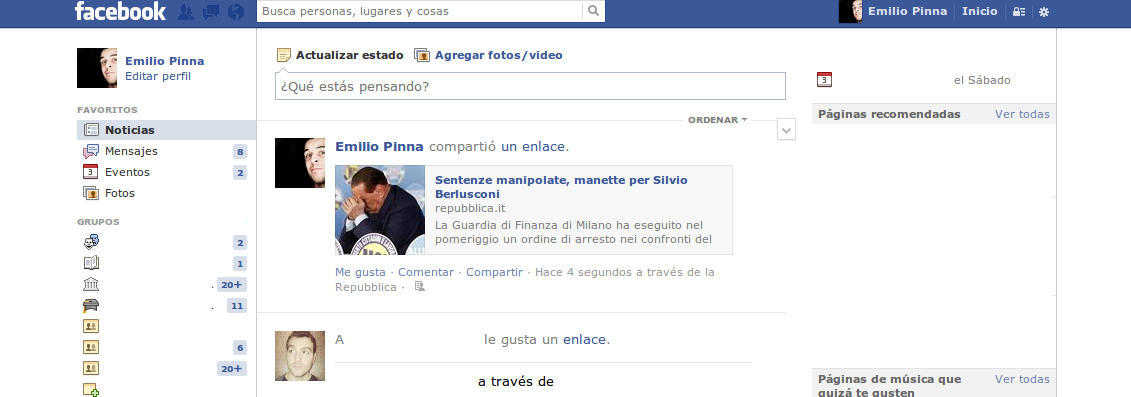 facebook
Busca personas, lugares y cosas
Emilio Pinna
Inicio
Emilio Pinna
Editar perfil
FAVORITOS
Noticias
Mensajes 8
3 Eventos 2
Fotos
GRUPOS
2
1
. 20+
. 11
6
20+
Actualizar estado
Agregar fotos/video
¿Qué estás pensando?
ORDENAR
Emilio Pinna compartió un enlace.
Sentenze manipolate, manette per Silvio
Berlusconi
repubblica.it
La Guardia di Finanza di Milano ha eseguito nel
pomeriggio un ordine di arresto nei confronti del
Me gusta · Comentar · Compartir · Hace 4 segundos a través de la
Repubblica ·
A le gusta un enlace.
a través de
3 el Sábado
Páginas recomendadas Ver todas
Páginas de música que Ver todas
quizá te gusten